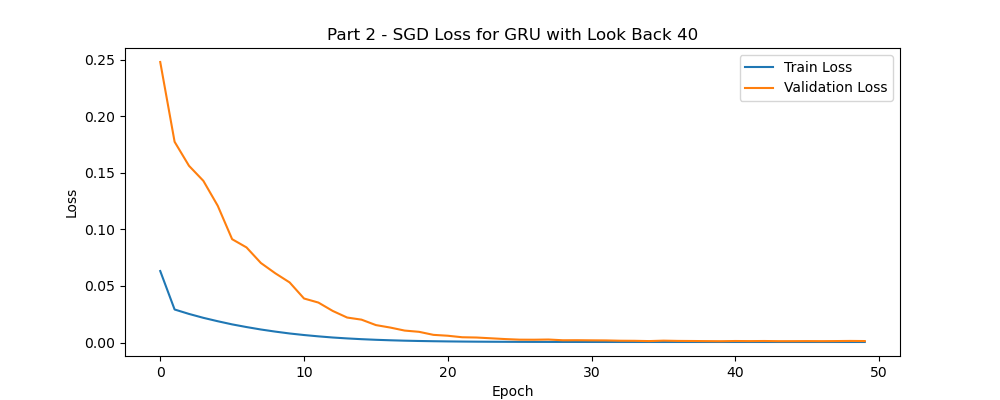 Part 2 - SGD Loss for GRU with Look Back 40
Train Loss
Validation Loss
0.25
0.20
0.15
0.10
0.05
0.00
Loss
0 10 20 30 40 50
Epoch